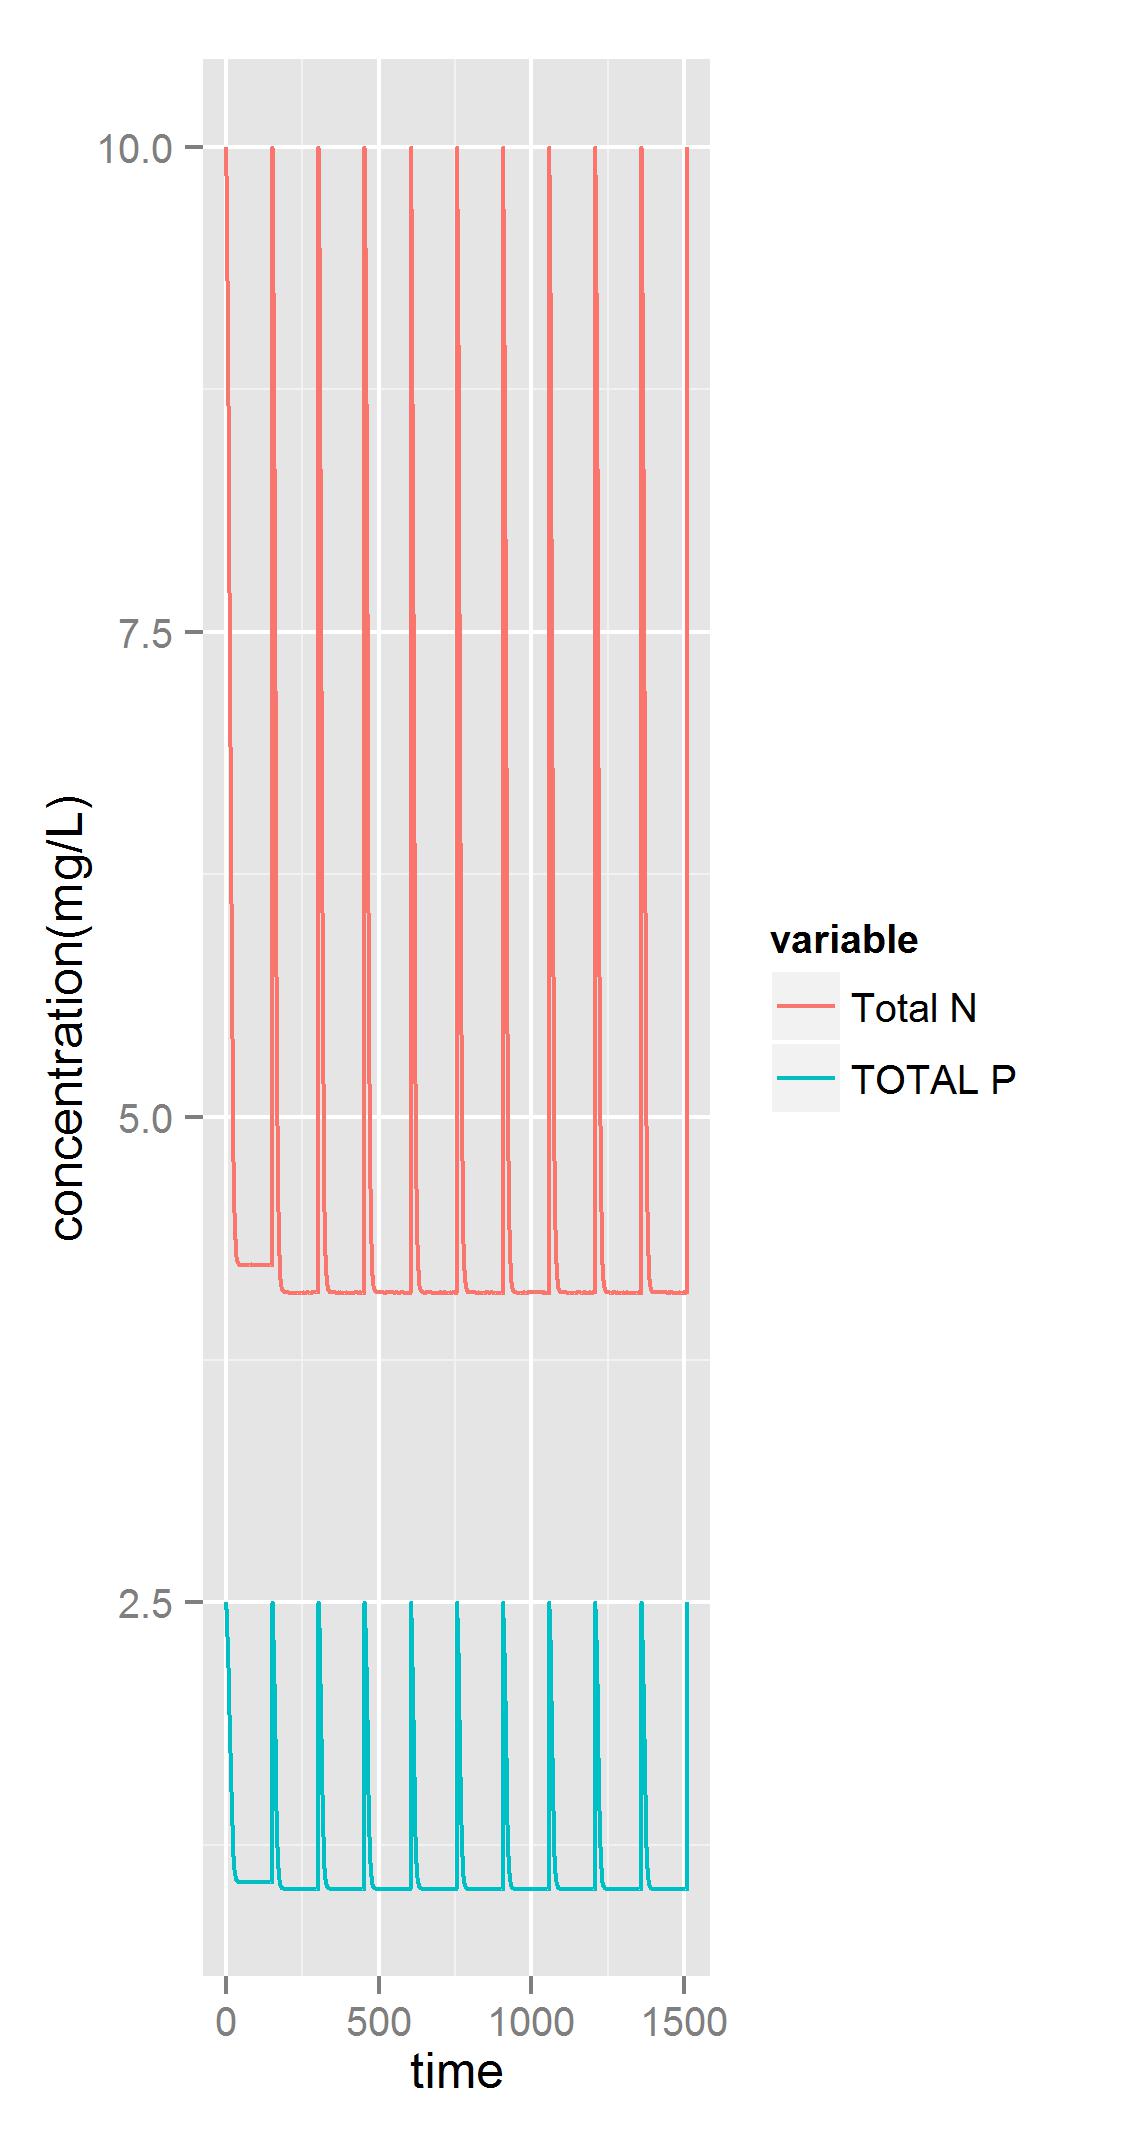 10.0
7.5
5.0
2.5
concentration(mg/L)
0 500 1000 1500
time
variable
Total N
TOTAL P